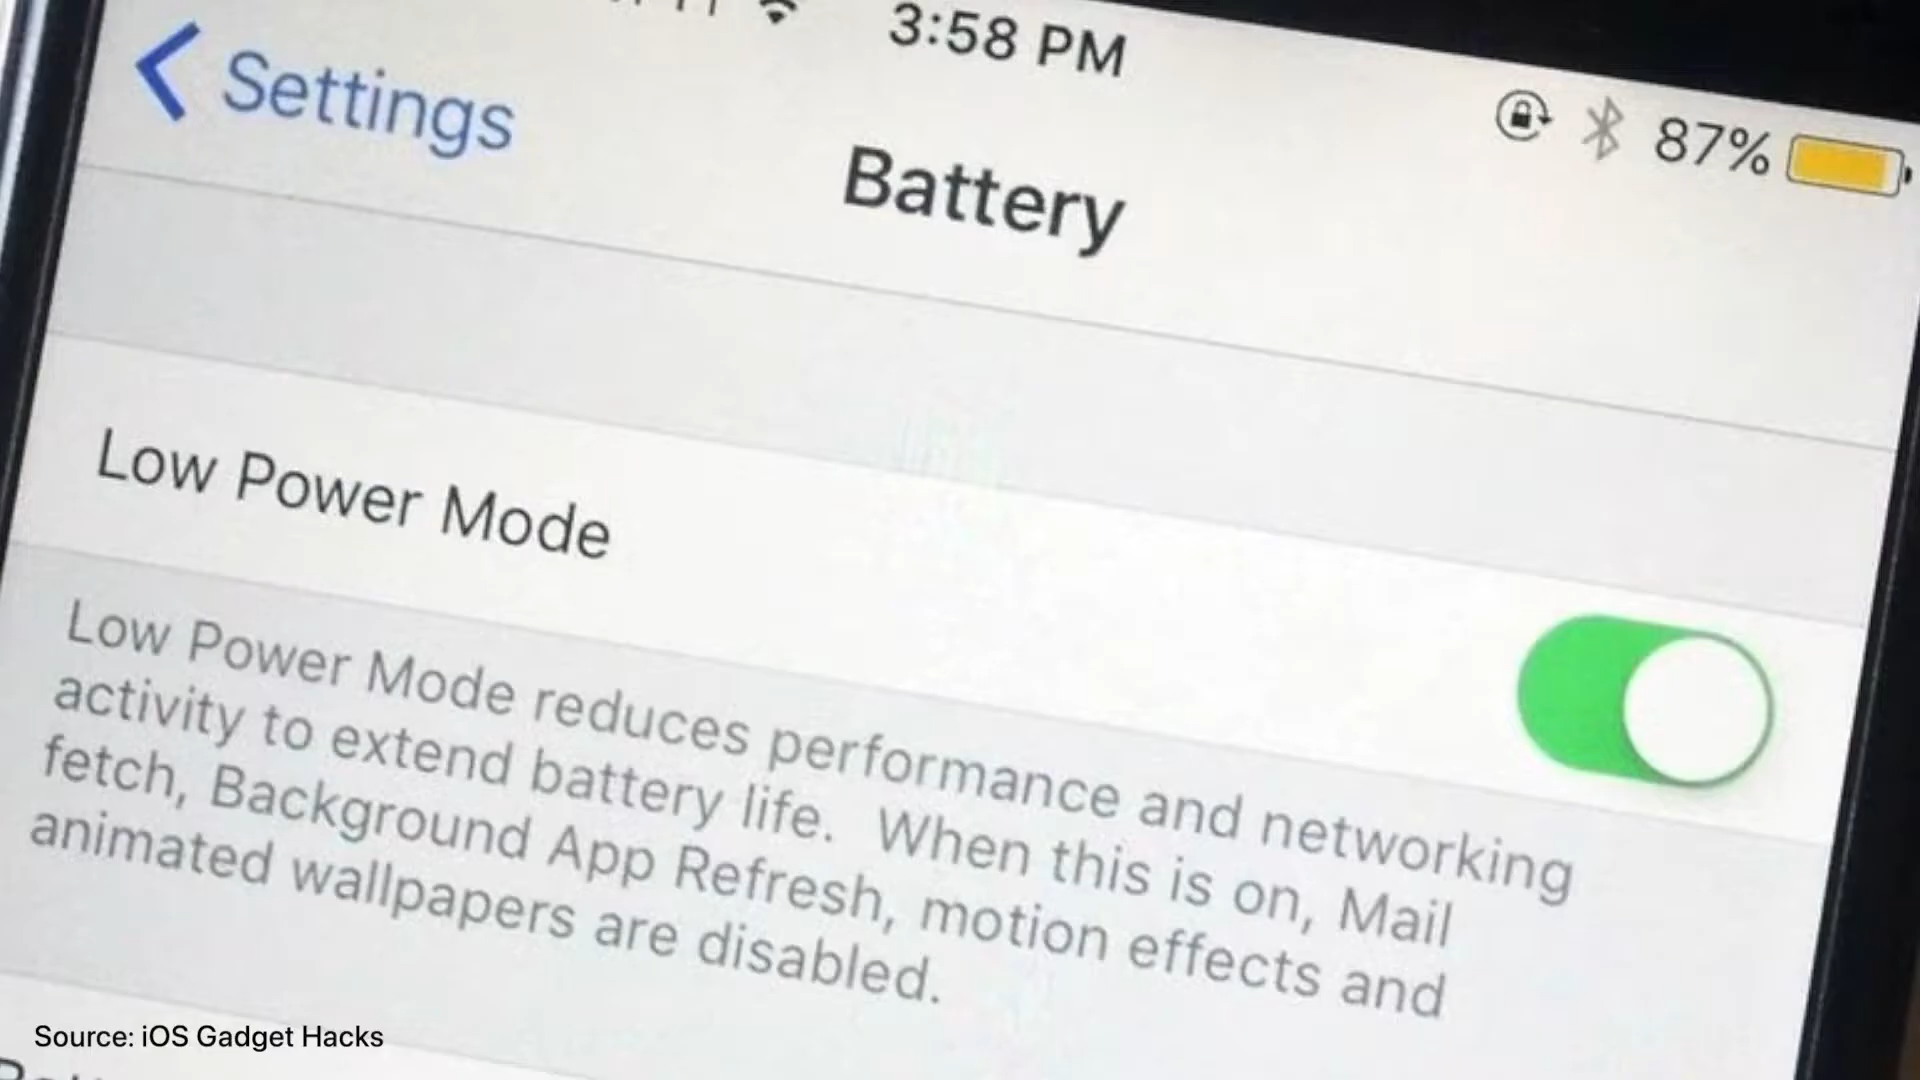 3:58 PM
Settings
87%
Battery
Low Power Mode
Low Power Mode reduces performance and networking
activity to extend battery life.  When this is on, Mail
fetch, Background App Refresh, motion effects and
animated wallpapers are disabled.
Source: iOS Gadget Hacks